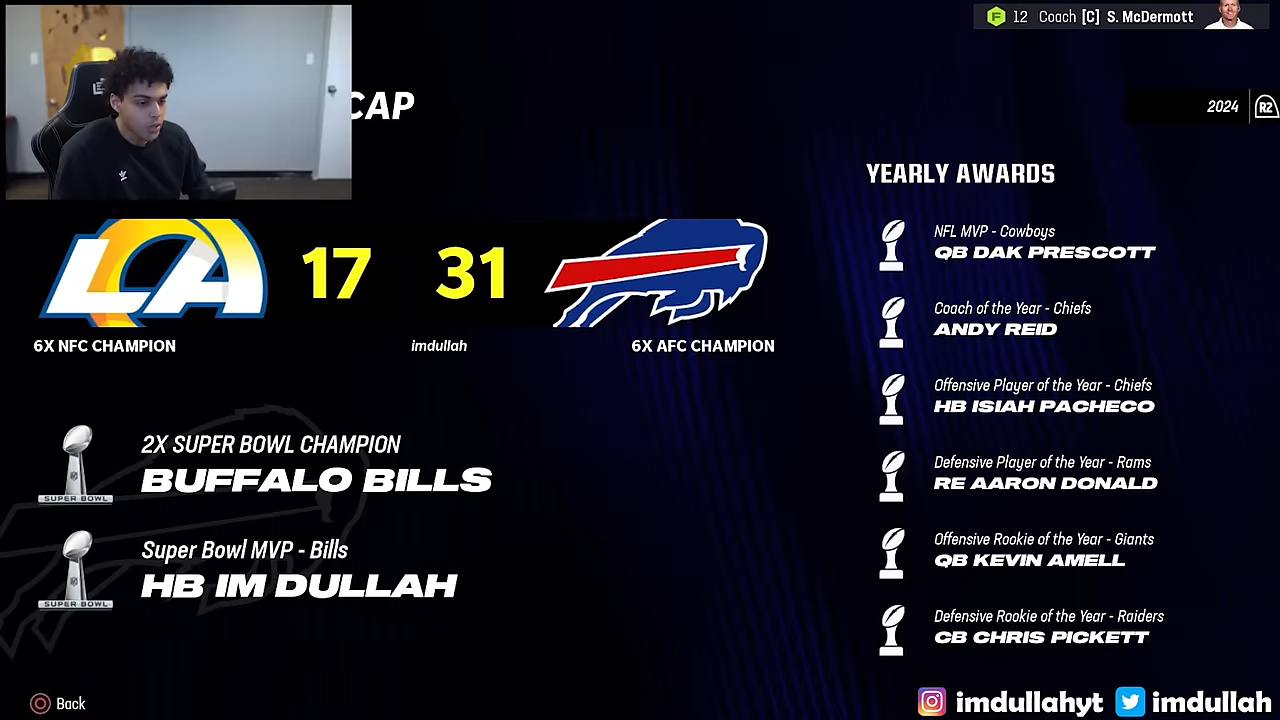 F 12 Coach [C] S. McDermott
CAP
2024 R2
LA
17 31
6X NFC CHAMPION
imdullah
6X AFC CHAMPION
2X SUPER BOWL CHAMPION
BUFFALO BILLS
SUPER BOWL
Super Bowl MVP - Bills
HB IM DULLAH
SUPER BOWL
YEARLY AWARDS
NFL MVP - Cowboys
QB DAK PRESCOTT
Coach of the Year - Chiefs
ANDY REID
Offensive Player of the Year - Chiefs
HB ISIAH PACHECO
Defensive Player of the Year - Rams
RE AARON DONALD
Offensive Rookie of the Year - Giants
QB KEVIN AMELL
Defensive Rookie of the Year - Raiders
CB CHRIS PICKETT
Back
imdullahyt imdullah